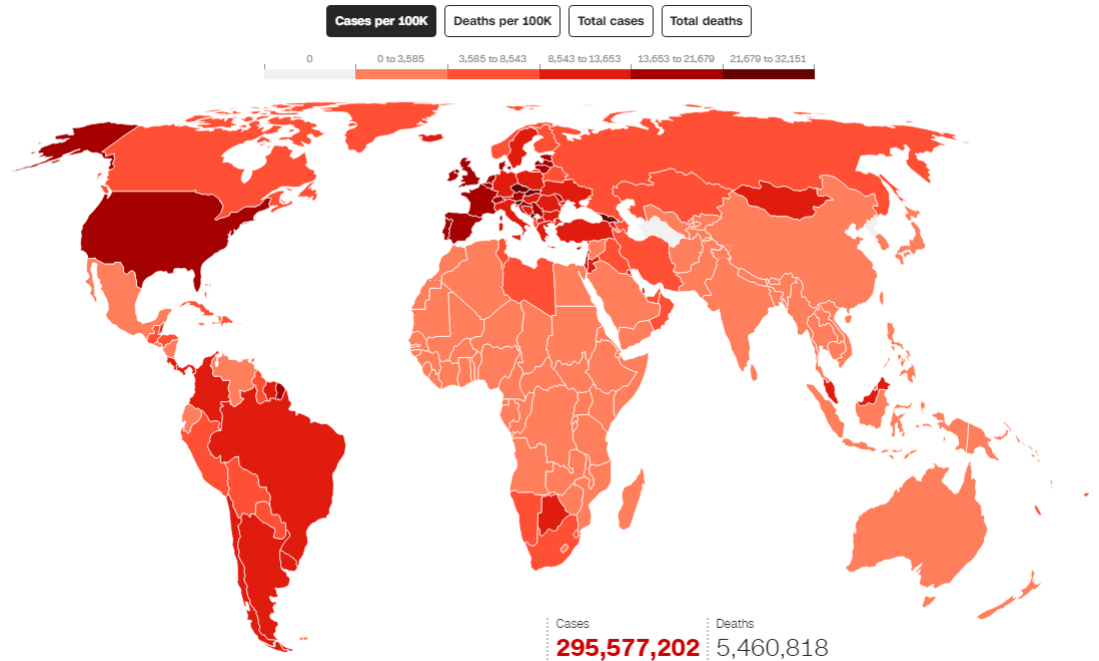 Cases per 100K Deaths per 100K Total cases Total deaths
0 0 to 3,585 3,585 to 8,543 8,543 to 13,653 13,653 to 21,679 21,679 to 32,151
Cases Deaths
295,577,202 5,460,818